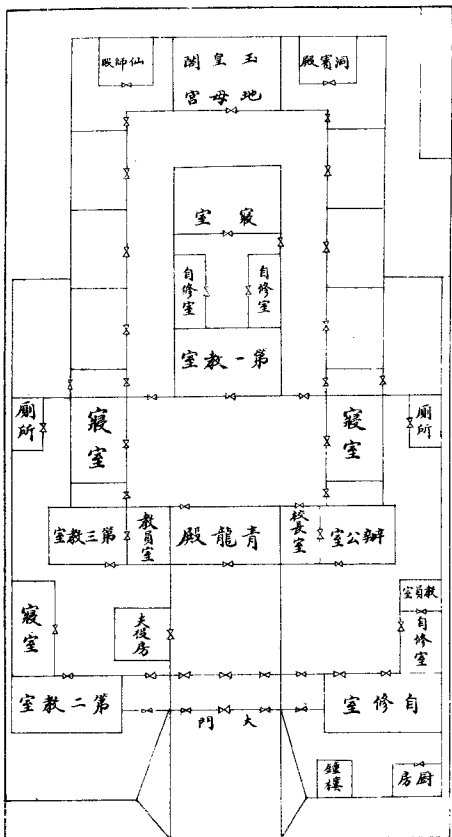 洞賓殿
玉皇閣
地母宮
仙師殿
寢室
自修室
自修室
第一教室
廁所
寢室
寢室
廁所
辦公室
校長室
青龍殿
教員室
第三教室
教員室
自修室
夫役房
寢室
自修室
第二教室
大門
厨房
鐘樓